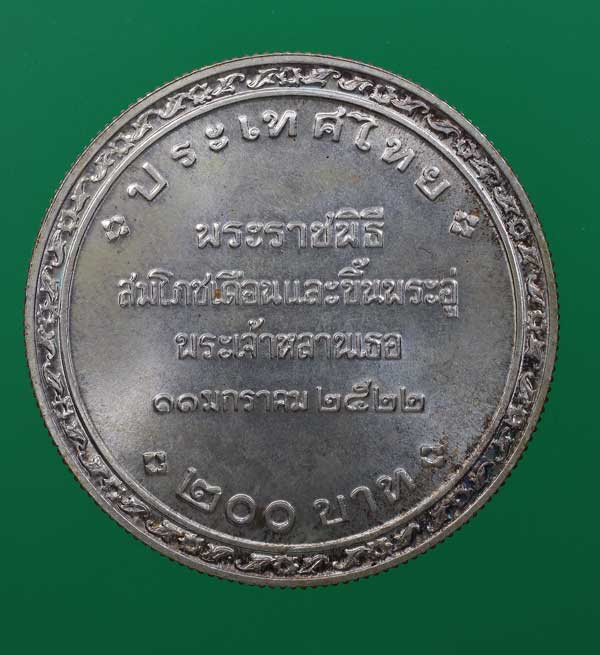 ประเทศไทย
พระราชพิธี
สมโภชเดือนและขึ้นพระอู่
พระเจ้าหลานเธอ
๑๑ มกราคม ๒๕๒๒
๒๐๐ บาท